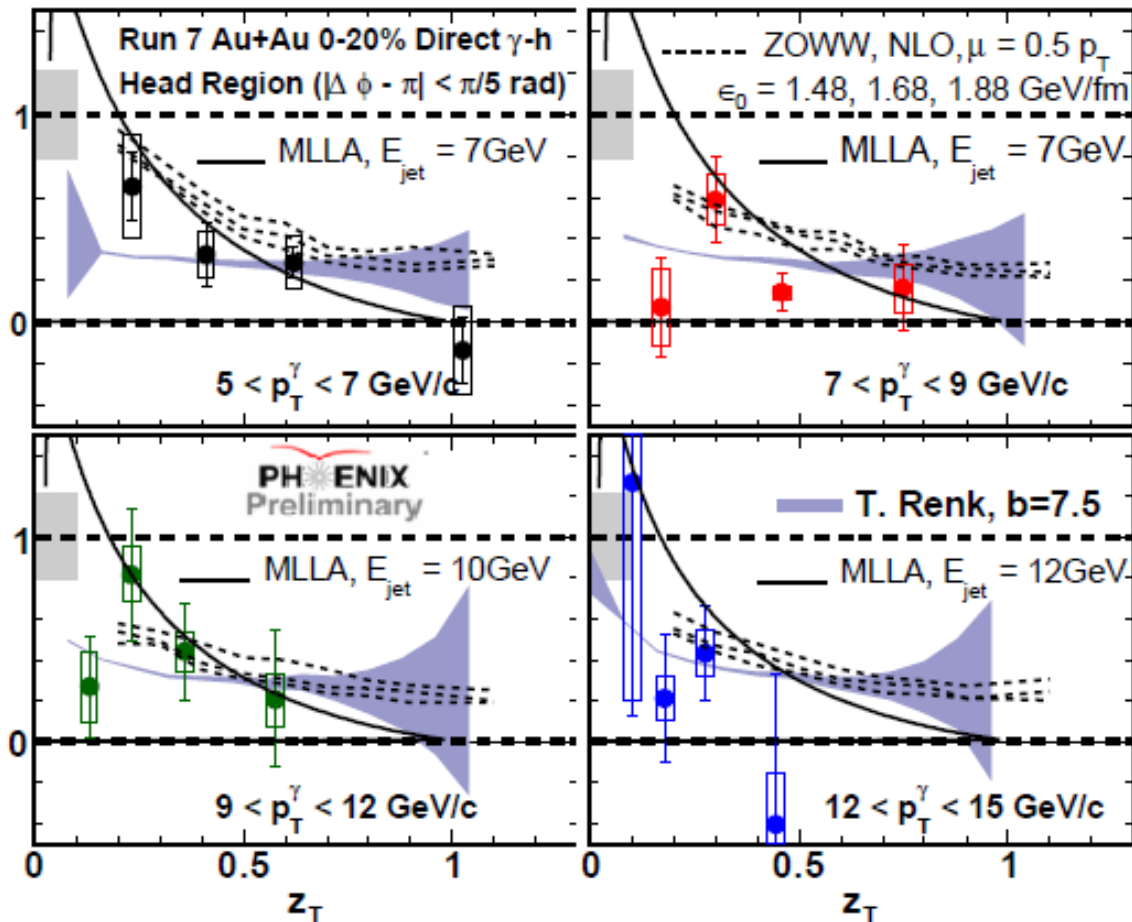 Run 7 Au+Au 0-20% Direct γ-h
Head Region (|Δ ϕ - π| < π/5 rad)
MLLA, E_jet = 7GeV
5 < p_T^γ < 7 GeV/c
1
0
ZOWW, NLO, μ = 0.5 p_T
ϵ_0 = 1.48, 1.68, 1.88 GeV/fm
MLLA, E_jet = 7GeV
7 < p_T^γ < 9 GeV/c
PHENIX
Preliminary
MLLA, E_jet = 10GeV
9 < p_T^γ < 12 GeV/c
1
0
T. Renk, b=7.5
MLLA, E_jet = 12GeV
12 < p_T^γ < 15 GeV/c
0 0.5 1
z_T
0 0.5 1
z_T